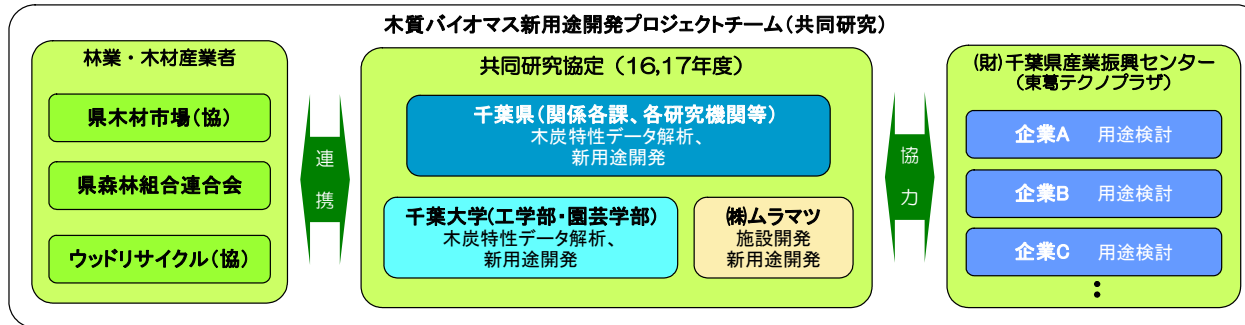 木質バイオマス新用途開発プロジェクトチーム(共同研究)
林業・木材産業者
県木材市場(協)
県森林組合連合会
ウッドリサイクル(協)
連
携
共同研究協定(16,17年度)
千葉県(関係各課、各研究機関等)
木炭特性データ解析、
新用途開発
千葉大学(工学部・園芸学部)
木炭特性データ解析、
新用途開発
㈱ムラマツ
施設開発
新用途開発
協
力
(財)千葉県産業振興センター
(東葛テクノプラザ)
企業A 用途検討
企業B 用途検討
企業C 用途検討
: